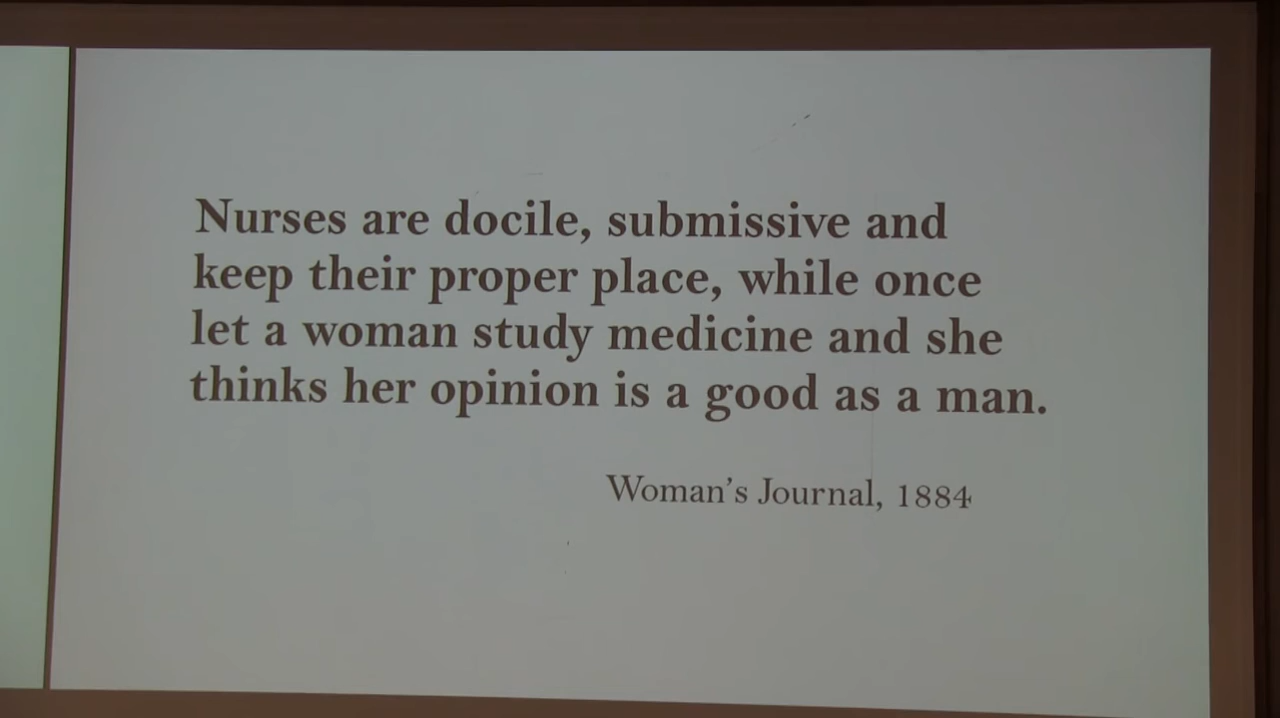 Nurses are docile, submissive and
keep their proper place, while once
let a woman study medicine and she
thinks her opinion is a good as a man.
Woman's Journal, 1884